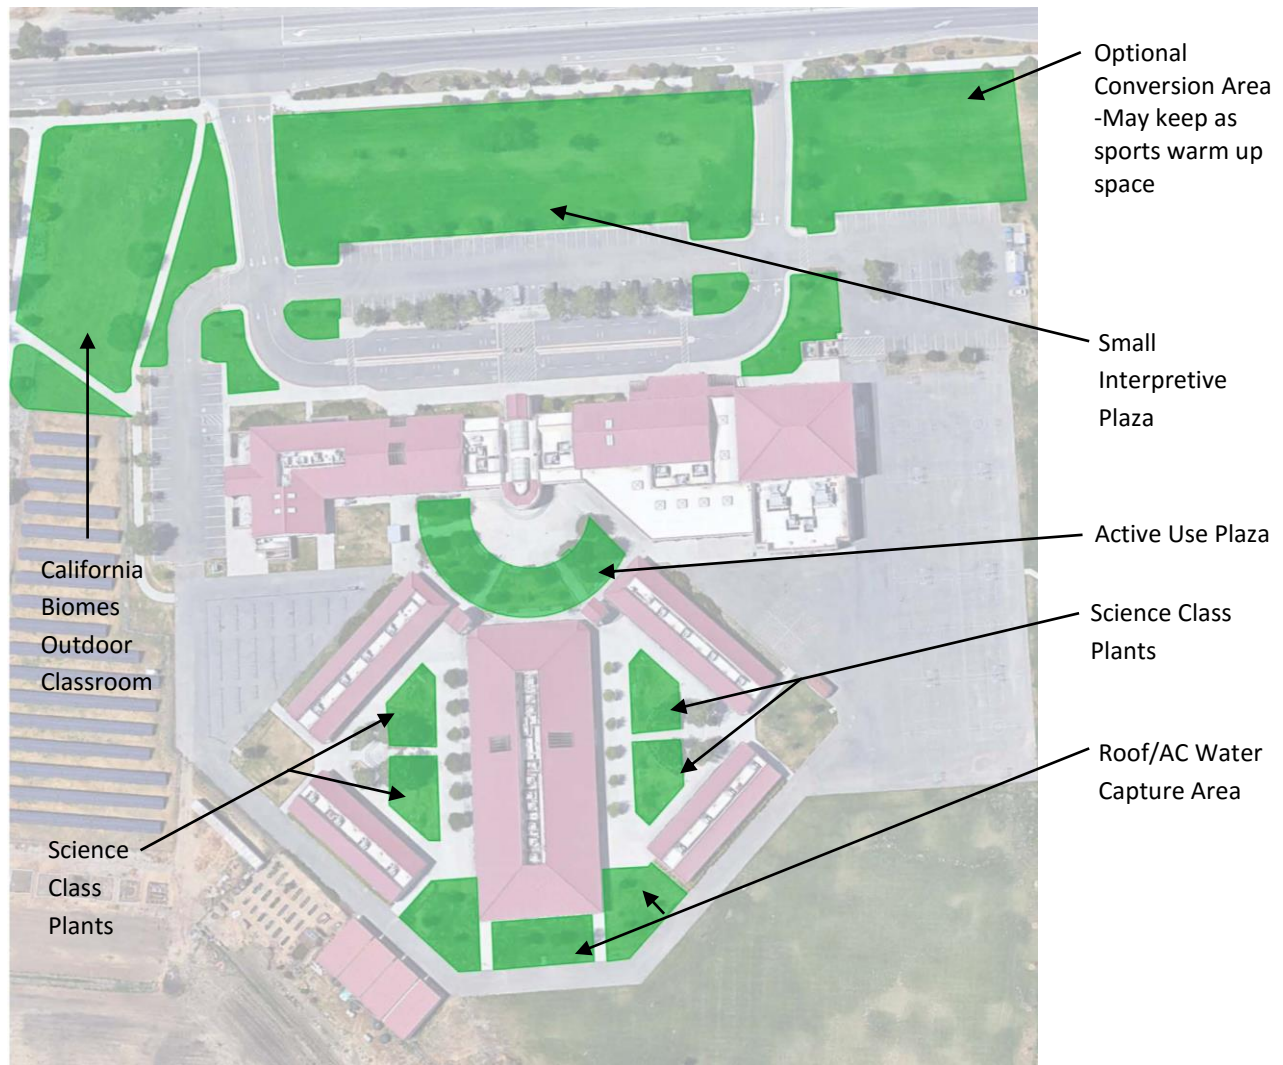 Optional
Conversion Area
-May keep as
sports warm up
space
Small
Interpretive
Plaza
Active Use Plaza
Science Class
Plants
Roof/AC Water
Capture Area
California
Biomes
Outdoor
Classroom
Science
Class
Plants